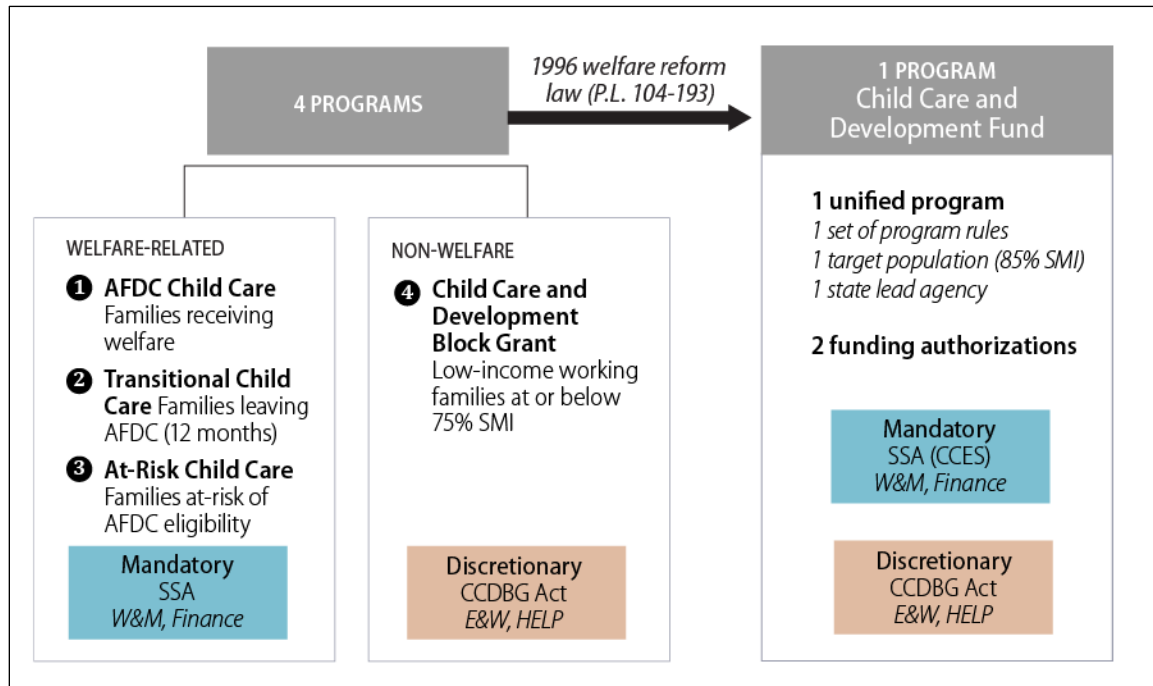 4 PROGRAMS
1996 welfare reform
law (P.L. 104-193)
1 PROGRAM
Child Care and
Development Fund
WELFARE-RELATED
1 AFDC Child Care
Families receiving
welfare
2 Transitional Child
Care Families leaving
AFDC (12 months)
3 At-Risk Child Care
Families at-risk of
AFDC eligibility
Mandatory
SSA
W&M, Finance
NON-WELFARE
4 Child Care and
Development
Block Grant
Low-income working
families at or below
75% SMI
Discretionary
CCDBG Act
E&W, HELP
1 unified program
1 set of program rules
1 target population (85% SMI)
1 state lead agency
2 funding authorizations
Mandatory
SSA (CCES)
W&M, Finance
Discretionary
CCDBG Act
E&W, HELP